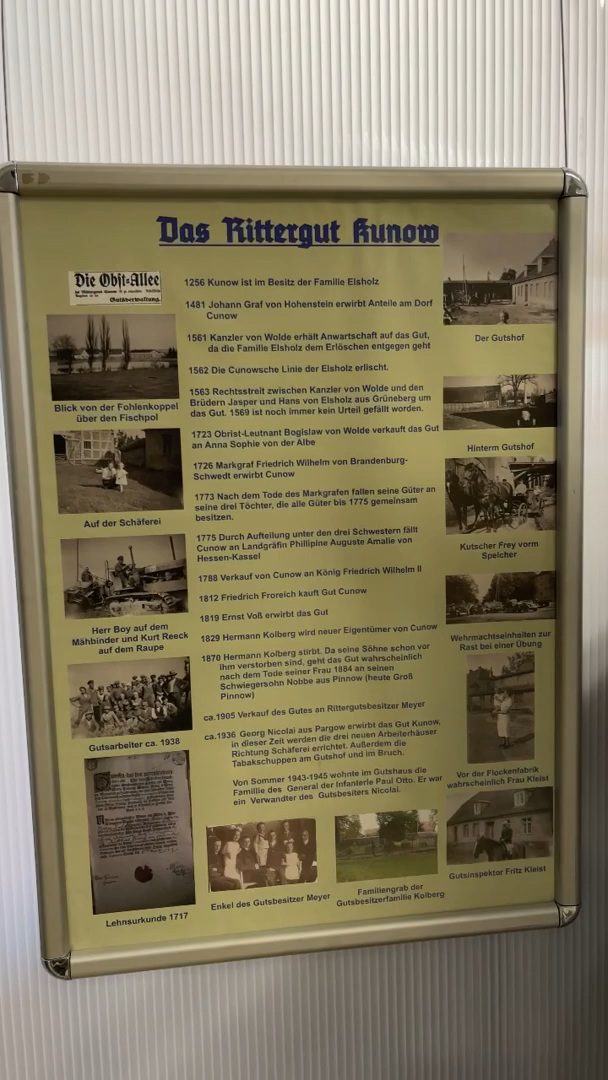 Das Rittergut Kunow
Die Obst=Allee
Gutsverwaltung.
Blick von der Fohlenkoppel
über den Fischpol
Auf der Schäferei
Herr Boy auf dem
Mähbinder und Kurt Reeck
auf dem Raupe
Gutsarbeiter ca. 1938
Lehnsurkunde 1717
1256 Kunow ist im Besitz der Familie Elsholz
1481 Johann Graf von Hohenstein erwirbt Anteile am Dorf
Cunow
1561 Kanzler von Wolde erhält Anwartschaft auf das Gut,
da die Familie Elsholz dem Erlöschen entgegen geht
1562 Die Cunowsche Linie der Elsholz erlischt.
1563 Rechtsstreit zwischen Kanzler von Wolde und den
Brüdern Jasper und Hans von Elsholz aus Grüneberg um
das Gut. 1569 ist noch immer kein Urteil gefällt worden.
1723 Obrist-Leutnant Bogislaw von Wolde verkauft das Gut
an Anna Sophie von der Albe
1726 Markgraf Friedrich Wilhelm von Brandenburg-
Schwedt erwirbt Cunow
1773 Nach dem Tode des Markgrafen fallen seine Güter an
seine drei Töchter, die alle Güter bis 1775 gemeinsam
besitzen.
1775 Durch Aufteilung unter den drei Schwestern fällt
Cunow an Landgräfin Phillipine Auguste Amalie von
Hessen-Kassel
1788 Verkauf von Cunow an König Friedrich Wilhelm II
1812 Friedrich Froreich kauft Gut Cunow
1819 Ernst Voß erwirbt das Gut
1829 Hermann Kolberg wird neuer Eigentümer von Cunow
1870 Hermann Kolberg stirbt. Da seine Söhne schon vor
ihm verstorben sind, geht das Gut wahrscheinlich
nach dem Tode seiner Frau 1884 an seinen
Schwiegersohn Nobbe aus Pinnow (heute Groß
Pinnow)
ca.1905 Verkauf des Gutes an Rittergutsbesitzer Meyer
ca.1936 Georg Nicolai aus Pargow erwirbt das Gut Kunow,
in dieser Zeit werden die drei neuen Arbeiterhäuser
Richtung Schäferei errichtet. Außerdem die
Tabakschuppen am Gutshof und im Bruch.
Von Sommer 1943-1945 wohnte im Gutshaus die
Famillie des General der Infanterie Paul Otto. Er war
ein Verwandter des Gutsbesiters Nicolai.
Enkel des Gutsbesitzer Meyer
Familiengrab der
Gutsbesitzerfamilie Kolberg
Der Gutshof
Hinterm Gutshof
Kutscher Frey vorm
Speicher
Wehrmachtseinheiten zur
Rast bei einer Übung
Vor der Flockenfabrik
wahrscheinlich Frau Kleist
Gutsinspektor Fritz Kleist